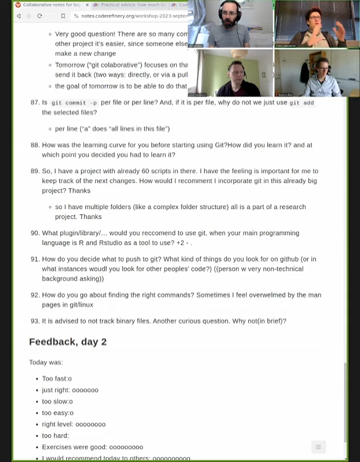 Collaborative notes for
Practical advice: how much G
notes.coderefinery.org/workshop-2023-septem
Very good question! There are so many con
other project it's easier, since someone else
make a new change
Tomorrow ("git colaborative") focuses on tha
send it back (two ways: directly, or via a pull
the goal of tomorrow is to be able to do that
87. Is git commit -p per file or per line? And, if it is per file, why do not we just use git add
the selected files?
per line ("a" does "all lines in this file")
88. How was the learning curve for you before starting using Git?How did you learn it? and at
which point you decided you had to learn it?
89. So, I have a project with already 60 scripts in there. I have the feeling is important for me to
keep track of the next changes. How would I recomment I incorporate git in this already big
project? Thanks
so I have multiple folders (like a complex folder structure) all is a part of a research
project. Thanks
90. What plugin/library/... would you reccomend to use git, when your main programming
language is R and Rstudio as a tool to use? +2 - .
91. How do you decide what to push to git? What kind of things do you look for on github (or in
what instances woudl you look for other peoples' code?) ((person w very non-technical
background asking))
92. How do you go about finding the right commands? Sometimes I feel overwelmed by the man
pages in git/linux
93. It is advised to not track binary files. Another curious question. Why not(in brief)?
Feedback, day 2
Today was:
Too fast:o
just right: ooooooo
too slow:o
too easy:o
right level: oooooooo
too hard:
Exercises were good: ooooooooo
I would recommend today to others: oooooooooo